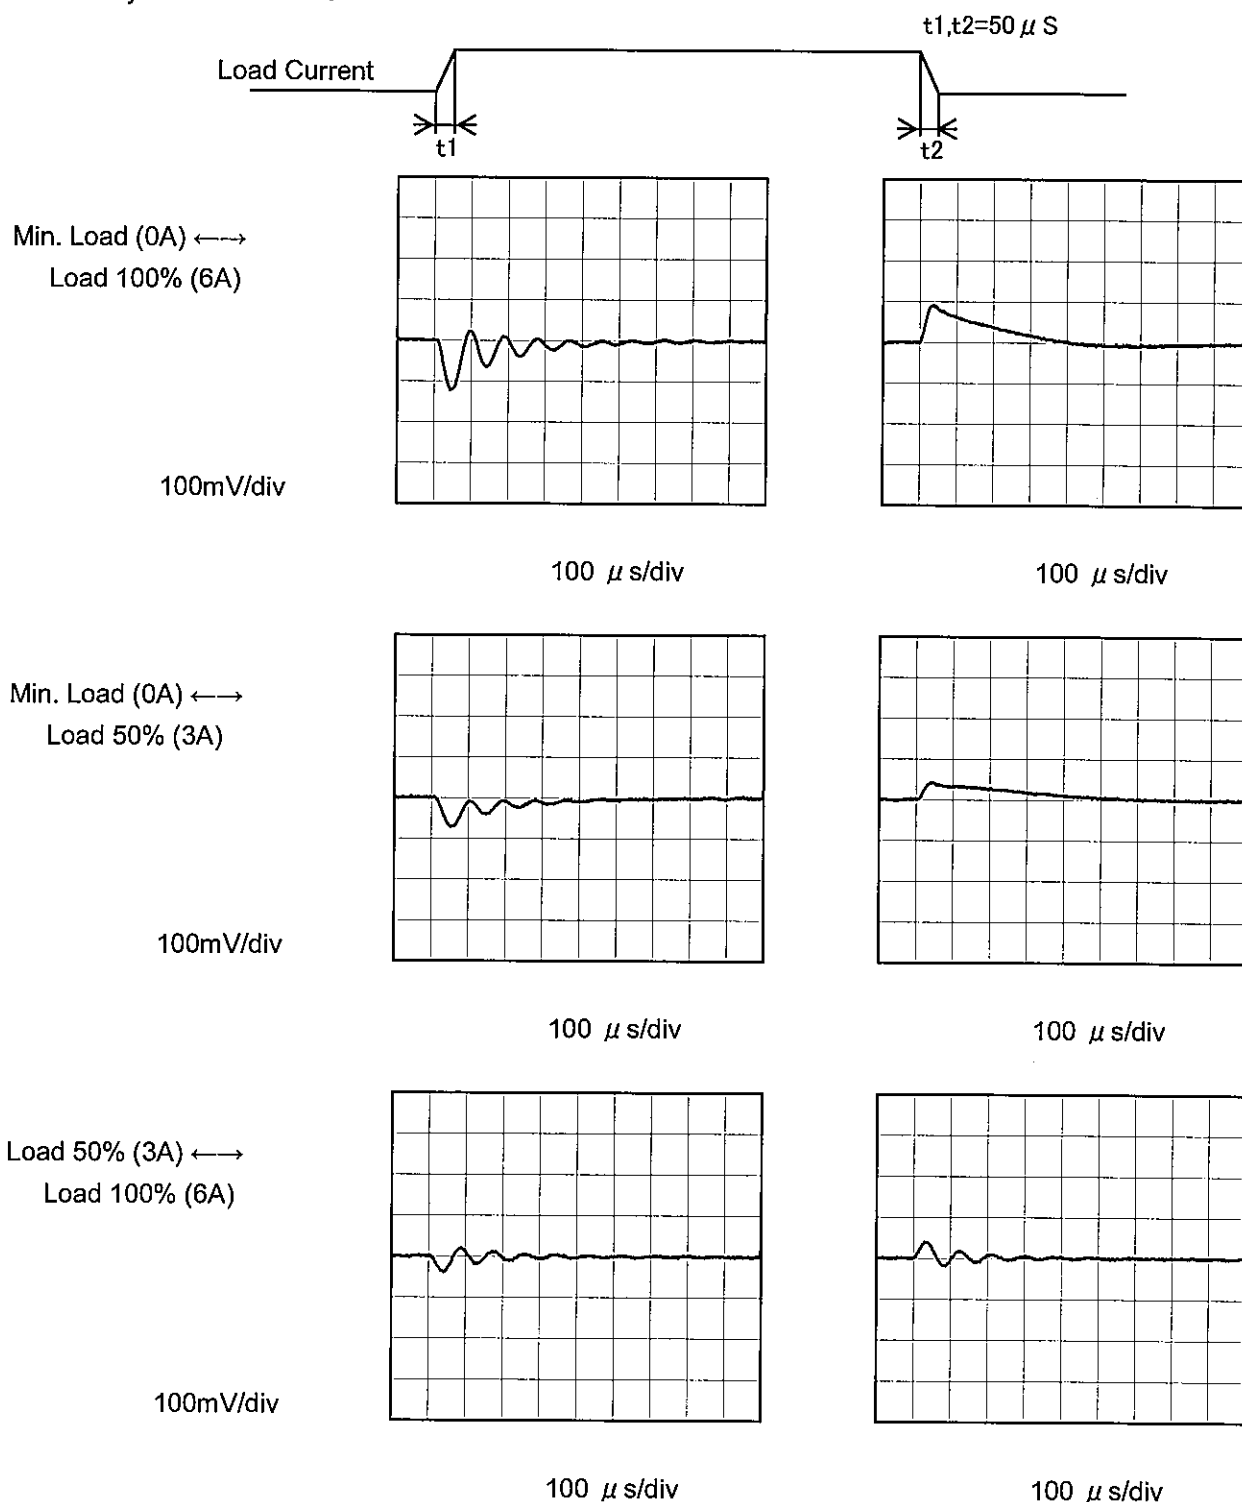 t1,t2=50 μ S
Load Current
t1
t2
Min. Load (0A) ←→
Load 100% (6A)
100mV/div
100 μ s/div
100 μ s/div
Min. Load (0A) ←→
Load 50% (3A)
100mV/div
100 μ s/div
100 μ s/div
Load 50% (3A) ←→
Load 100% (6A)
100mV/div
100 μ s/div
100 μ s/div